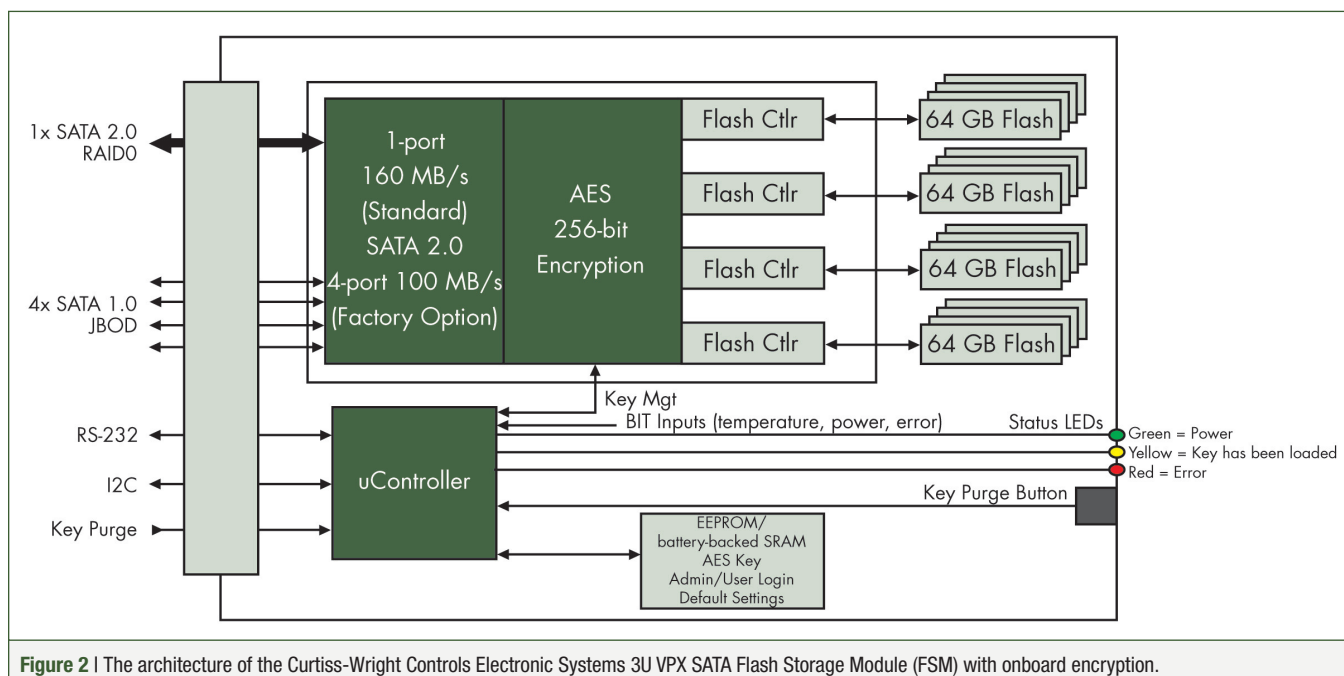 1x SATA 2.0
RAID0
4x SATA 1.0
JBOD
RS-232
I2C
Key Purge
1-port
160 MB/s
(Standard)
SATA 2.0
4-port 100 MB/s
(Factory Option)
AES
256-bit
Encryption
Flash Ctlr
Flash Ctlr
Flash Ctlr
Flash Ctlr
64 GB Flash
64 GB Flash
64 GB Flash
64 GB Flash
Key Mgt
BIT Inputs (temperature, power, error)
Status LEDs
Green = Power
Yellow = Key has been loaded
Red = Error
uController
Key Purge Button
EEPROM/
battery-backed SRAM
AES Key
Admin/User Login
Default Settings
Figure 2 | The architecture of the Curtiss-Wright Controls Electronic Systems 3U VPX SATA Flash Storage Module (FSM) with onboard encryption.